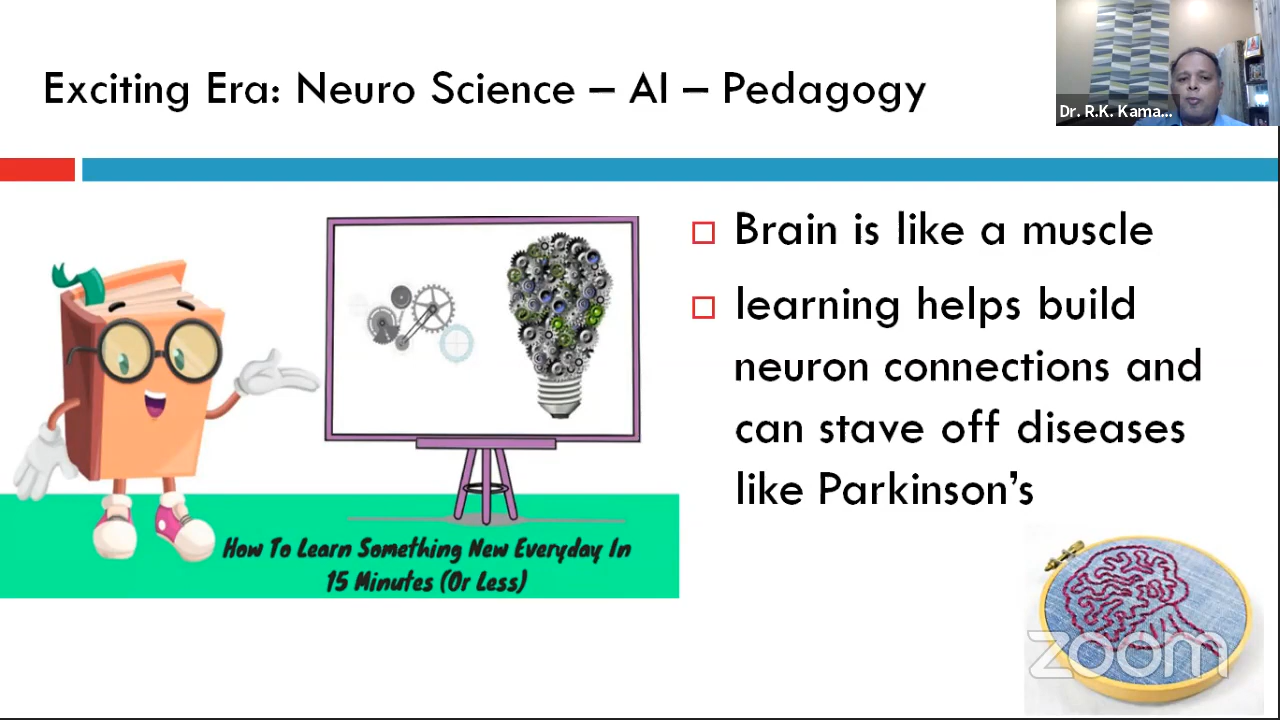 Exciting Era: Neuro Science – AI – Pedagogy
Dr. R.K. Kama...
Brain is like a muscle
learning helps build
neuron connections and
can stave off diseases
like Parkinson's
How To Learn Something New Everyday In
15 Minutes (Or Less)
zoom